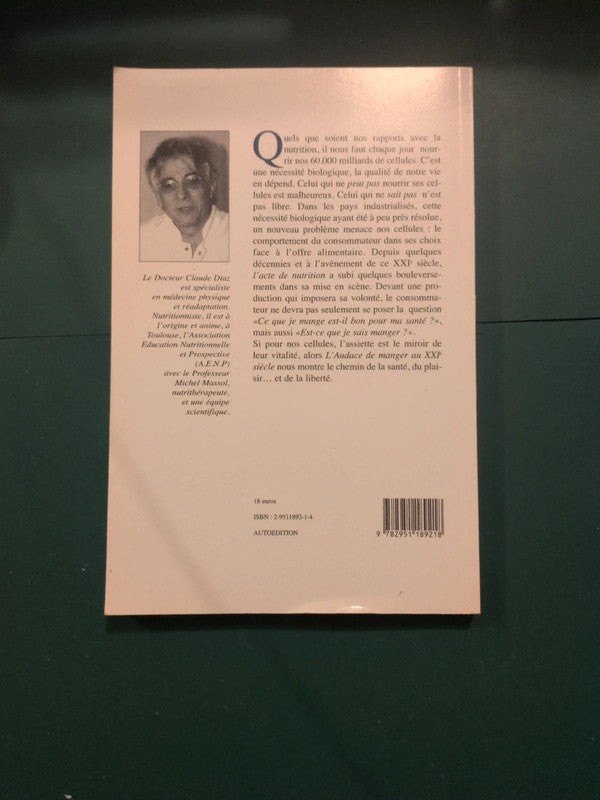 Quels que soient nos rapports avec la
nutrition, il nous faut chaque jour nour-
rir nos 60.000 milliards de cellules. C'est
une nécessité biologique, la qualité de notre vie
en dépend. Celui qui ne peut pas nourrir ses cel-
lules est malheureux. Celui qui ne sait pas n'est
pas libre. Dans les pays industrialisés, cette
nécessité biologique ayant été à peu près résolue,
un nouveau problème menace nos cellules : le
comportement du consommateur dans ses choix
face à l'offre alimentaire. Depuis quelques
décennies et à l'avènement de ce XXIe siècle,
l'acte de nutrition a subi quelques bouleverse-
ments dans sa mise en scène. Devant une pro-
duction qui imposera sa volonté, le consomma-
teur ne devra pas seulement se poser la question
«Ce que je mange est-il bon pour ma santé ?»,
mais aussi «Est-ce que je sais manger ?».
Si pour nos cellules, l'assiette est le miroir de
leur vitalité, alors L'Audace de manger au XXIe
siècle nous montre le chemin de la santé, du plai-
sir… et de la liberté.
Le Docteur Claude Diaz
est spécialiste
en médecine physique
et réadaptation.
Nutritionniste, il est à
l'origine et anime, à
Toulouse, l'Association
Education Nutritionnelle
et Prospective
(A.E.N.P)
avec le Professeur
Michel Massol,
nutrithérapeute,
et une équipe
scientifique.
18 euros
ISBN : 2-9511892-1-4
AUTOEDITION
9 782951 189218